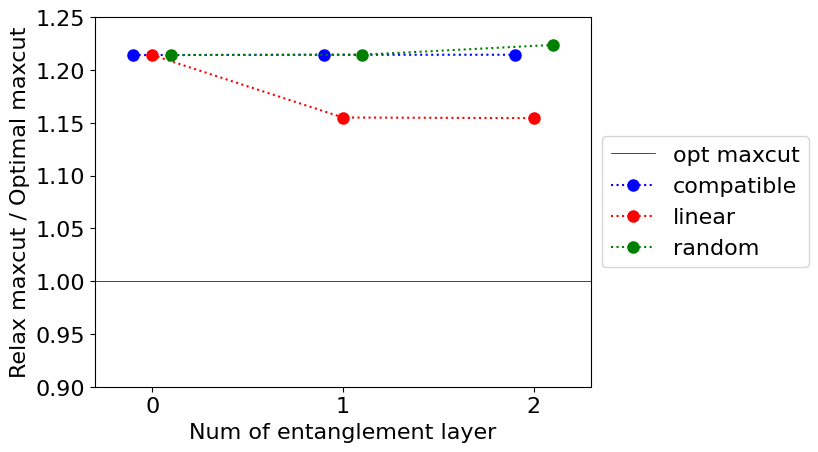 Relax maxcut / Optimal maxcut
1.25
1.20
1.15
1.10
1.05
1.00
0.95
0.90
0
1
2
Num of entanglement layer
opt maxcut
compatible
linear
random